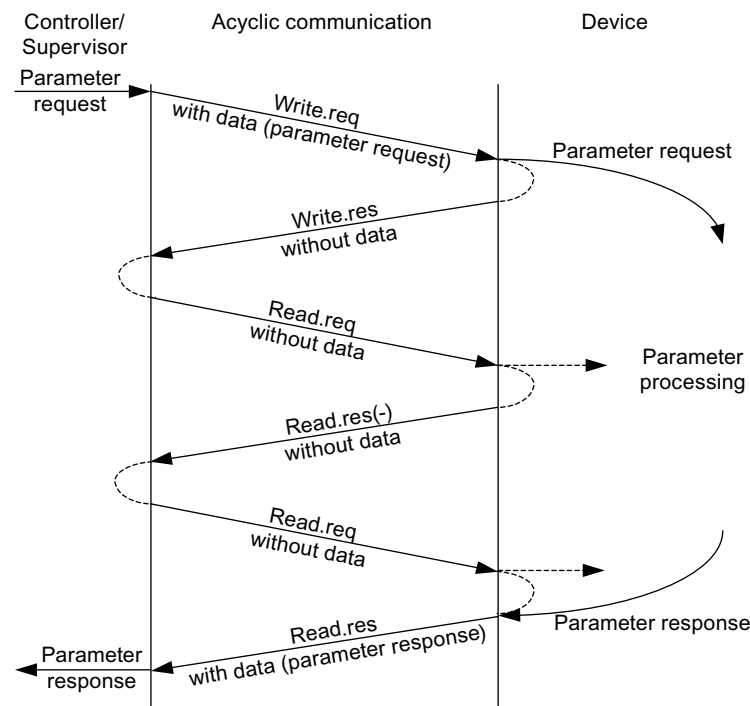 Controller/
Supervisor
Acyclic communication
Device
Parameter
request
Write.req
with data (parameter request)
Parameter request
Write.res
without data
Read.req
without data
Parameter
processing
Read.res(-)
without data
Read.req
without data
Parameter response
Read.res
with data (parameter response)
Parameter
response